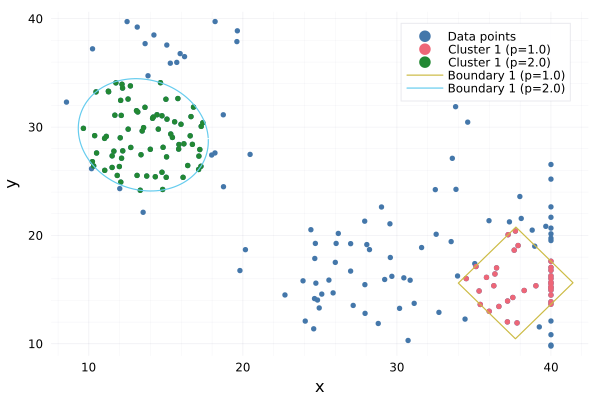 40
30
20
10
y
10
20
30
40
x
Data points
Cluster 1 (p=1.0)
Cluster 1 (p=2.0)
Boundary 1 (p=1.0)
Boundary 1 (p=2.0)